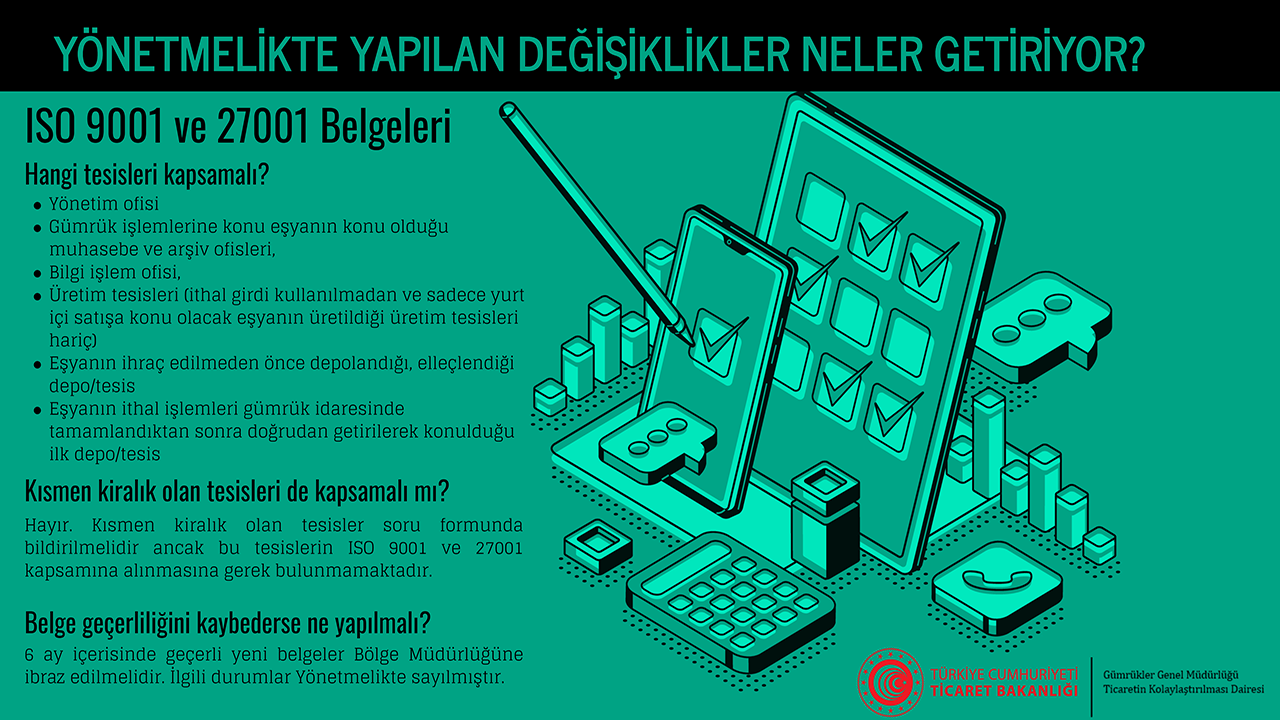 YÖNETMELİKTE YAPILAN DEĞİŞİKLİKLER NELER GETİRİYOR?
ISO 9001 ve 27001 Belgeleri
Hangi tesisleri kapsamalı?
● Yönetim ofisi
● Gümrük işlemlerine konu eşyanın konu olduğu
muhasebe ve arşiv ofisleri,
● Bilgi işlem ofisi,
● Üretim tesisleri (ithal girdi kullanılmadan ve sadece yurt
içi satışa konu olacak eşyanın üretildiği üretim tesisleri
hariç)
● Eşyanın ihraç edilmeden önce depolandığı, elleçlendiği
depo/tesis
● Eşyanın ithal işlemleri gümrük idaresinde
tamamlandıktan sonra doğrudan getirilerek konulduğu
ilk depo/tesis
Kısmen kiralık olan tesisleri de kapsamalı mı?
Hayır. Kısmen kiralık olan tesisler soru formunda
bildirilmelidir ancak bu tesislerin ISO 9001 ve 27001
kapsamına alınmasına gerek bulunmamaktadır.
Belge geçerliliğini kaybederse ne yapılmalı?
6 ay içerisinde geçerli yeni belgeler Bölge Müdürlüğüne
ibraz edilmelidir. İlgili durumlar Yönetmelikte sayılmıştır.
TÜRKİYE CUMHURİYETİ
TİCARET BAKANLIĞI
Gümrükler Genel Müdürlüğü
Ticaretin Kolaylaştırılması Dairesi